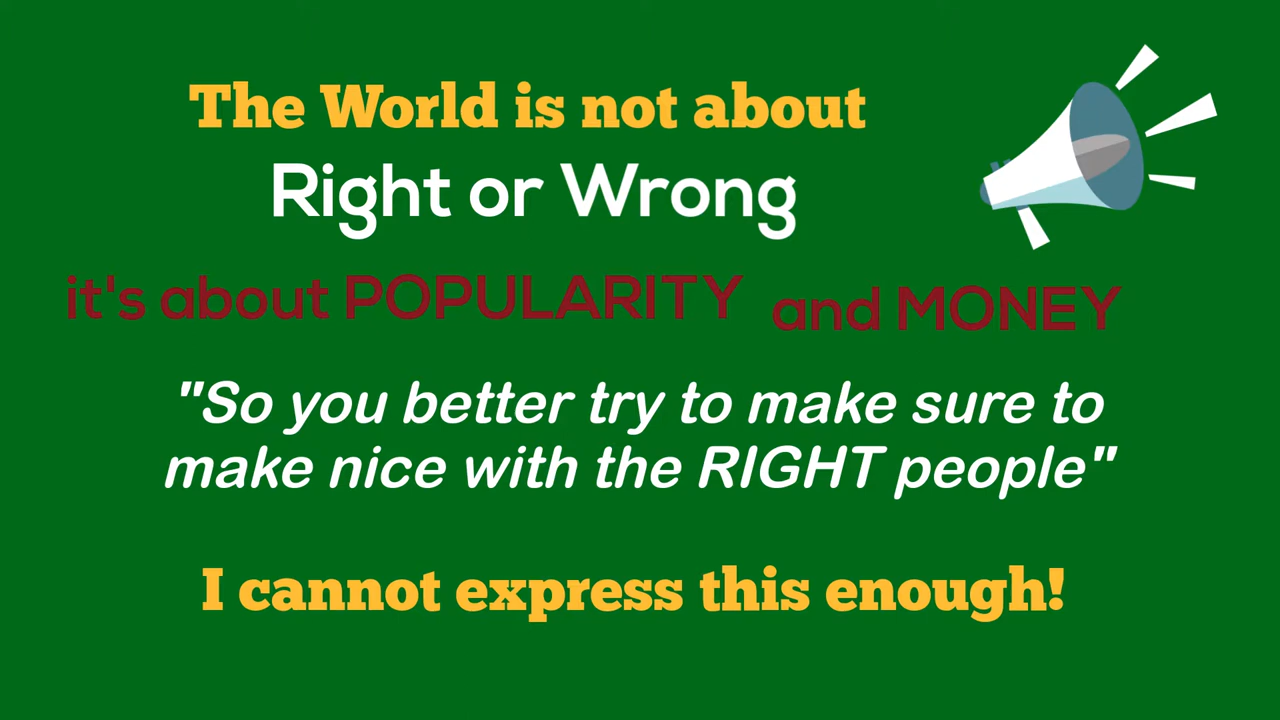 The World is not about
Right or Wrong
it's about POPULARITY and MONEY
"So you better try to make sure to
make nice with the RIGHT people"
I cannot express this enough!